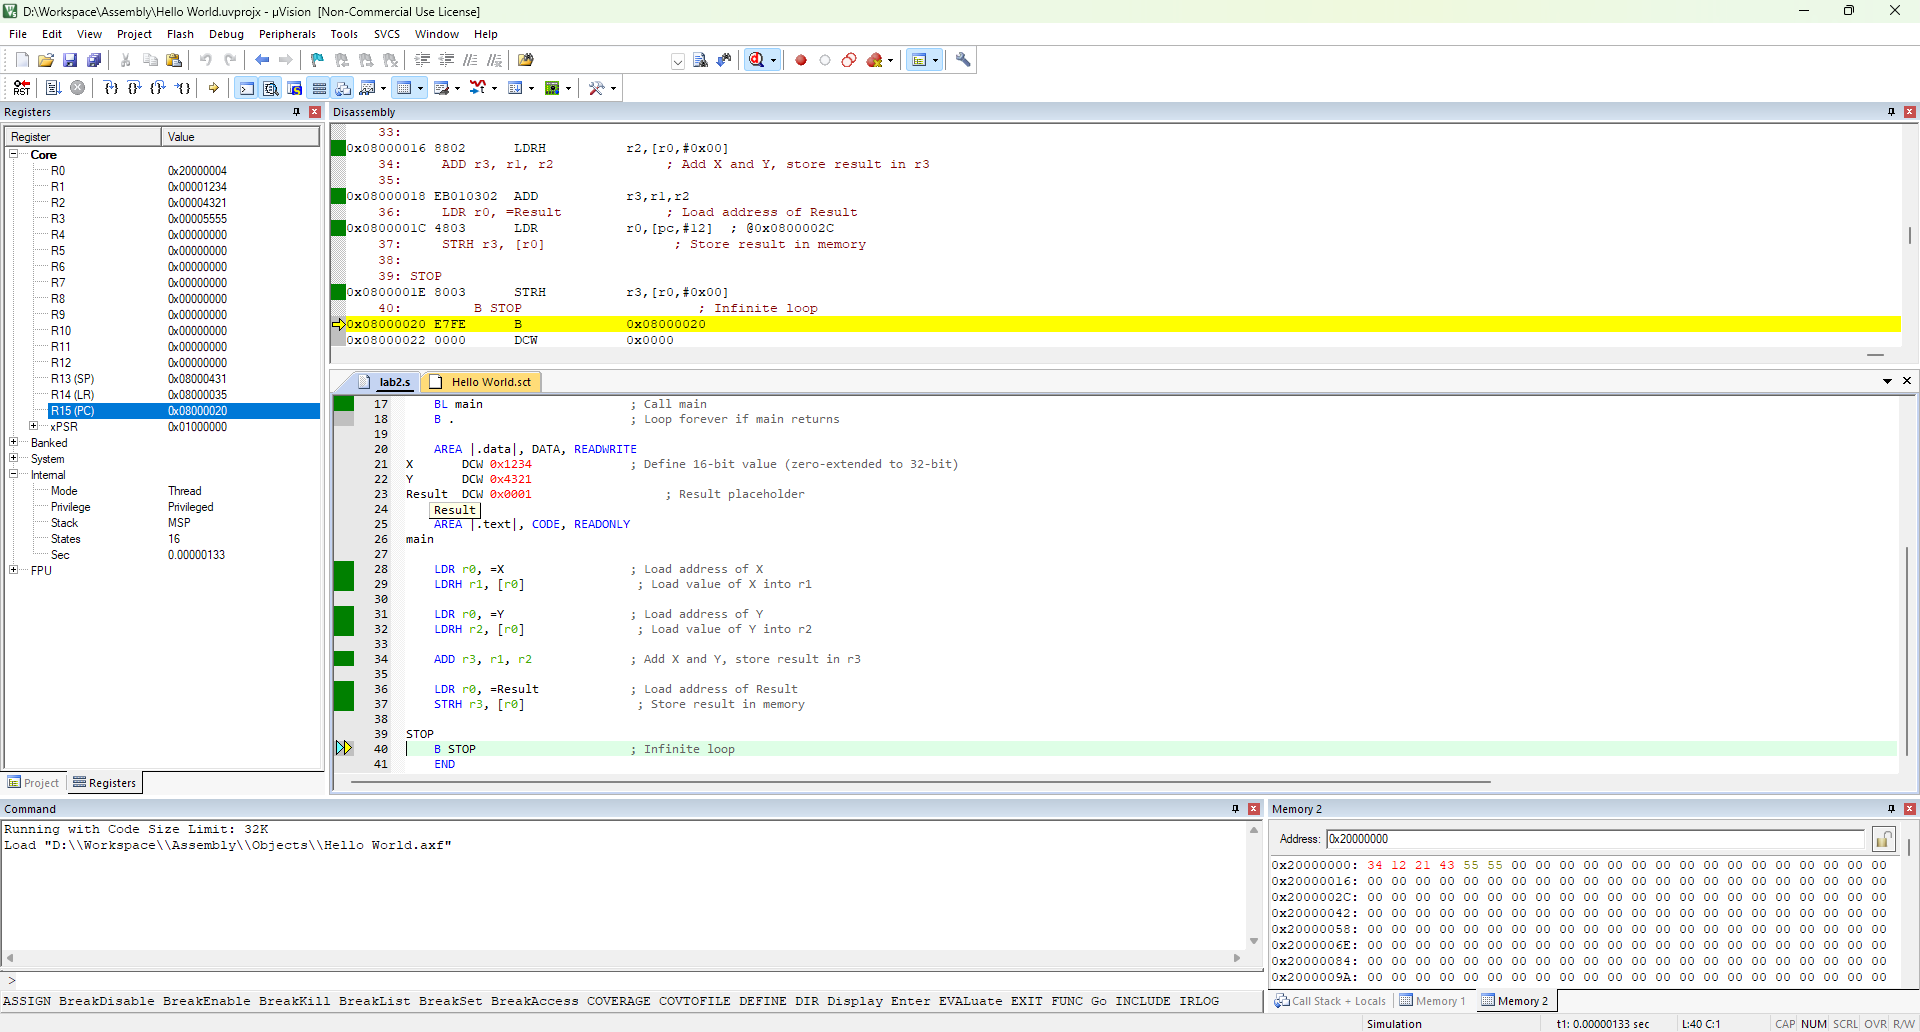 D:\Workspace\Assembly\Hello World.uvprojx - µVision  [Non-Commercial Use License]
File Edit View Project Flash Debug Peripherals Tools SVCS Window Help
RST
Registers
Register Value
Core
R0 0x20000004
R1 0x00001234
R2 0x00004321
R3 0x00005555
R4 0x00000000
R5 0x00000000
R6 0x00000000
R7 0x00000000
R8 0x00000000
R9 0x00000000
R10 0x00000000
R11 0x00000000
R12 0x00000000
R13 (SP) 0x08000431
R14 (LR) 0x08000035
R15 (PC) 0x08000020
xPSR 0x01000000
Banked
System
Internal
Mode Thread
Privilege Privileged
Stack MSP
States 16
Sec 0.00000133
FPU
Project Registers
Disassembly
33:
0x08000016 8802 LDRH r2,[r0,#0x00]
34: ADD r3, r1, r2 ; Add X and Y, store result in r3
35:
0x08000018 EB010302 ADD r3,r1,r2
36: LDR r0, =Result ; Load address of Result
0x0800001C 4803 LDR r0,[pc,#12] ; @0x0800002C
37: STRH r3, [r0] ; Store result in memory
38:
39: STOP
0x0800001E 8003 STRH r3,[r0,#0x00]
40: B STOP ; Infinite loop
0x08000020 E7FE B 0x08000020
0x08000022 0000 DCW 0x0000
lab2.s Hello World.sct
17 BL main ; Call main
18 B . ; Loop forever if main returns
19
20 AREA |.data|, DATA, READWRITE
21 X DCW 0x1234 ; Define 16-bit value (zero-extended to 32-bit)
22 Y DCW 0x4321
23 Result DCW 0x0001 ; Result placeholder
24
Result
25 AREA |.text|, CODE, READONLY
26 main
27
28 LDR r0, =X ; Load address of X
29 LDRH r1, [r0] ; Load value of X into r1
30
31 LDR r0, =Y ; Load address of Y
32 LDRH r2, [r0] ; Load value of Y into r2
33
34 ADD r3, r1, r2 ; Add X and Y, store result in r3
35
36 LDR r0, =Result ; Load address of Result
37 STRH r3, [r0] ; Store result in memory
38
39 STOP
40 B STOP ; Infinite loop
41 END
Command
Running with Code Size Limit: 32K
Load "D:\\Workspace\\Assembly\\Objects\\Hello World.axf"
>
ASSIGN BreakDisable BreakEnable BreakKill BreakList BreakSet BreakAccess COVERAGE COVTOFILE DEFINE DIR Display Enter EVALuate EXIT FUNC Go INCLUDE IRLOG
Memory 2
Address: 0x20000000
0x20000000: 34 12 21 43 55 55 00 00 00 00 00 00 00 00 00 00 00 00 00 00 00 00
0x20000016: 00 00 00 00 00 00 00 00 00 00 00 00 00 00 00 00 00 00 00 00 00 00
0x2000002C: 00 00 00 00 00 00 00 00 00 00 00 00 00 00 00 00 00 00 00 00 00 00
0x20000042: 00 00 00 00 00 00 00 00 00 00 00 00 00 00 00 00 00 00 00 00 00 00
0x20000058: 00 00 00 00 00 00 00 00 00 00 00 00 00 00 00 00 00 00 00 00 00 00
0x2000006E: 00 00 00 00 00 00 00 00 00 00 00 00 00 00 00 00 00 00 00 00 00 00
0x20000084: 00 00 00 00 00 00 00 00 00 00 00 00 00 00 00 00 00 00 00 00 00 00
0x2000009A: 00 00 00 00 00 00 00 00 00 00 00 00 00 00 00 00 00 00 00 00 00 00
Call Stack + Locals Memory 1 Memory 2
Simulation t1: 0.00000133 sec L:40 C:1 CAP NUM SCRL OVR R/W